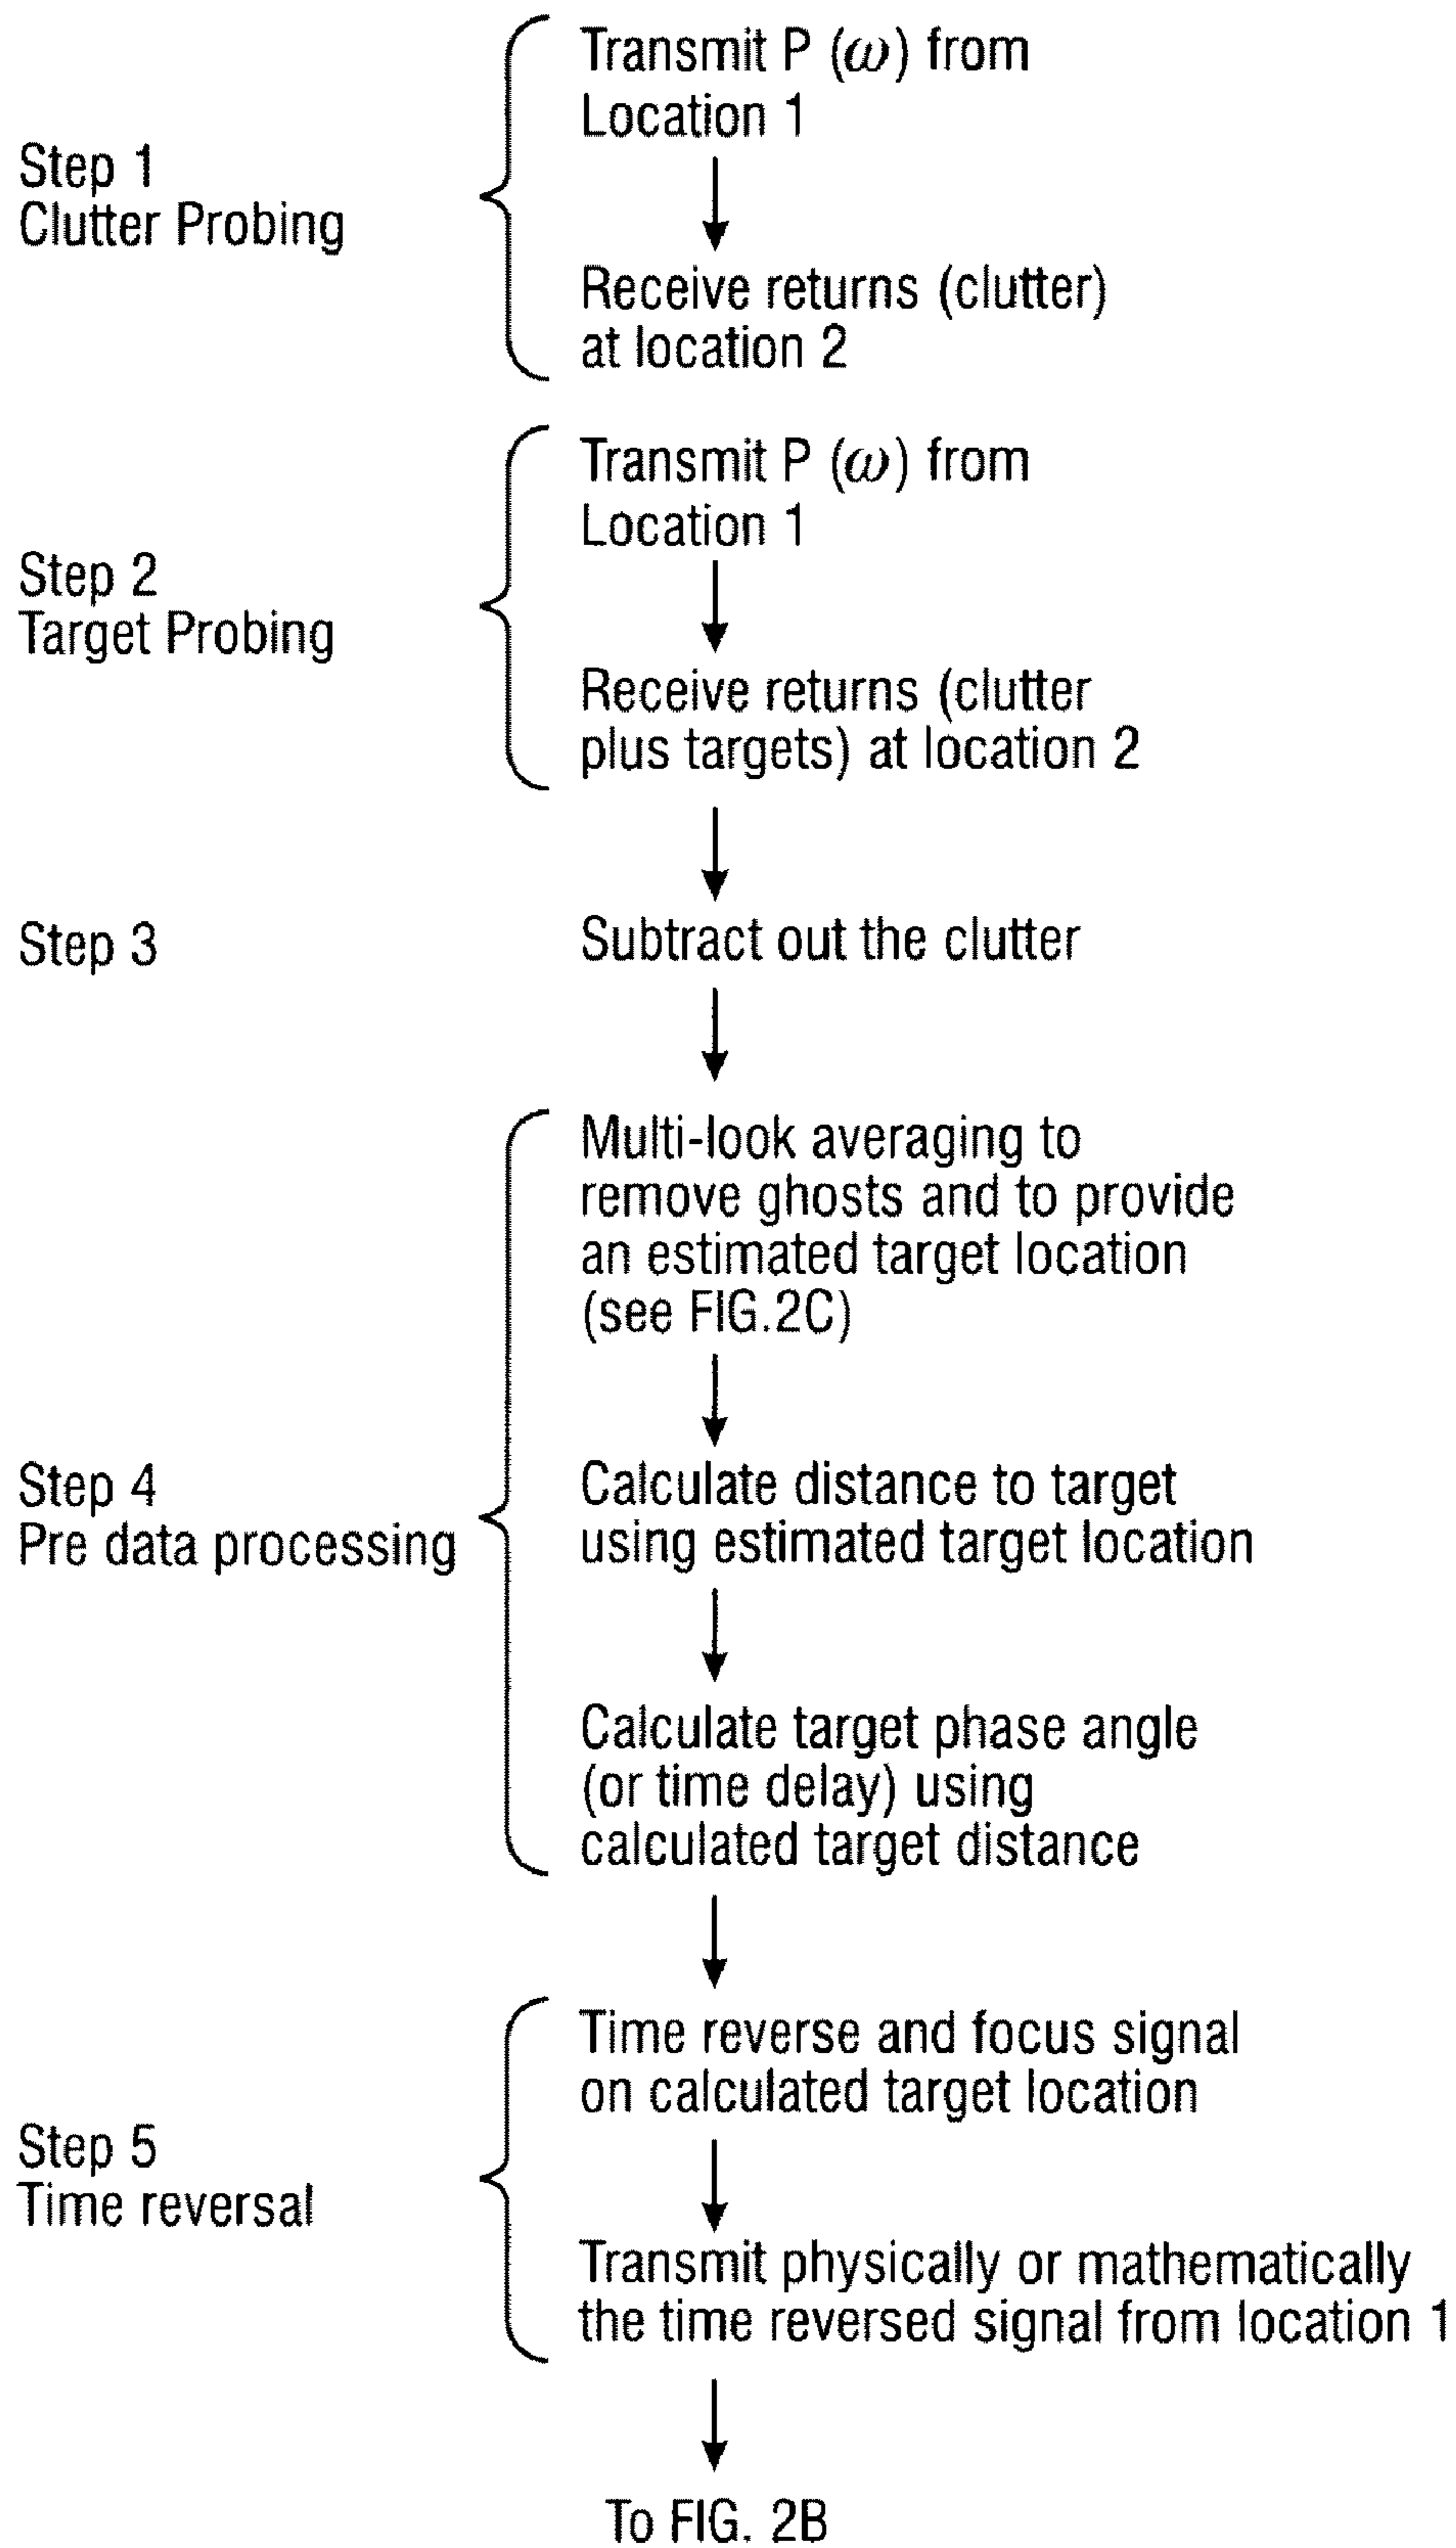 Step 1
Clutter Probing
Transmit P (ω) from
Location 1
Receive returns (clutter)
at location 2
Step 2
Target Probing
Transmit P (ω) from
Location 1
Receive returns (clutter
plus targets) at location 2
Step 3
Subtract out the clutter
Step 4
Pre data processing
Multi-look averaging to
remove ghosts and to provide
an estimated target location
(see FIG.2C)
Calculate distance to target
using estimated target location
Calculate target phase angle
(or time delay) using
calculated target distance
Step 5
Time reversal
Time reverse and focus signal
on calculated target location
Transmit physically or mathematically
the time reversed signal from location 1
To FIG. 2B